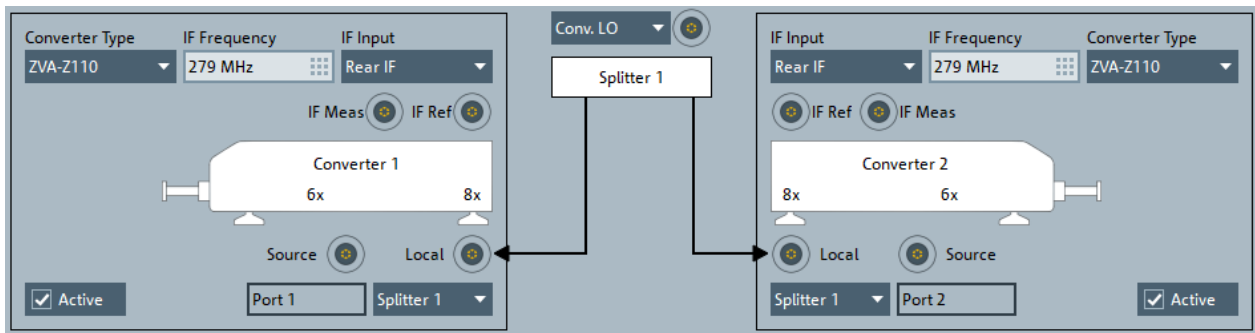 Converter Type IF Frequency IF Input
ZVA-Z110 279 MHz Rear IF
IF Meas IF Ref
Converter 1
6x 8x
Source Local
Active Port 1 Splitter 1
Conv. LO
Splitter 1
IF Input IF Frequency Converter Type
Rear IF 279 MHz ZVA-Z110
IF Ref IF Meas
Converter 2
8x 6x
Local Source
Splitter 1 Port 2 Active